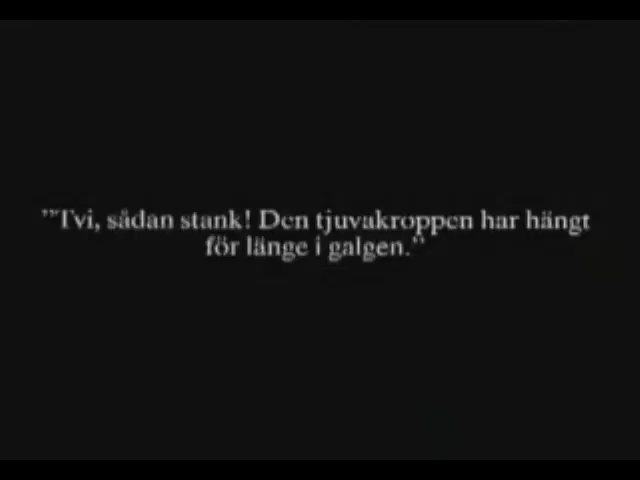 ”Tvi, sådan stank! Den tjuvakroppen har hängt
för länge i galgen.”